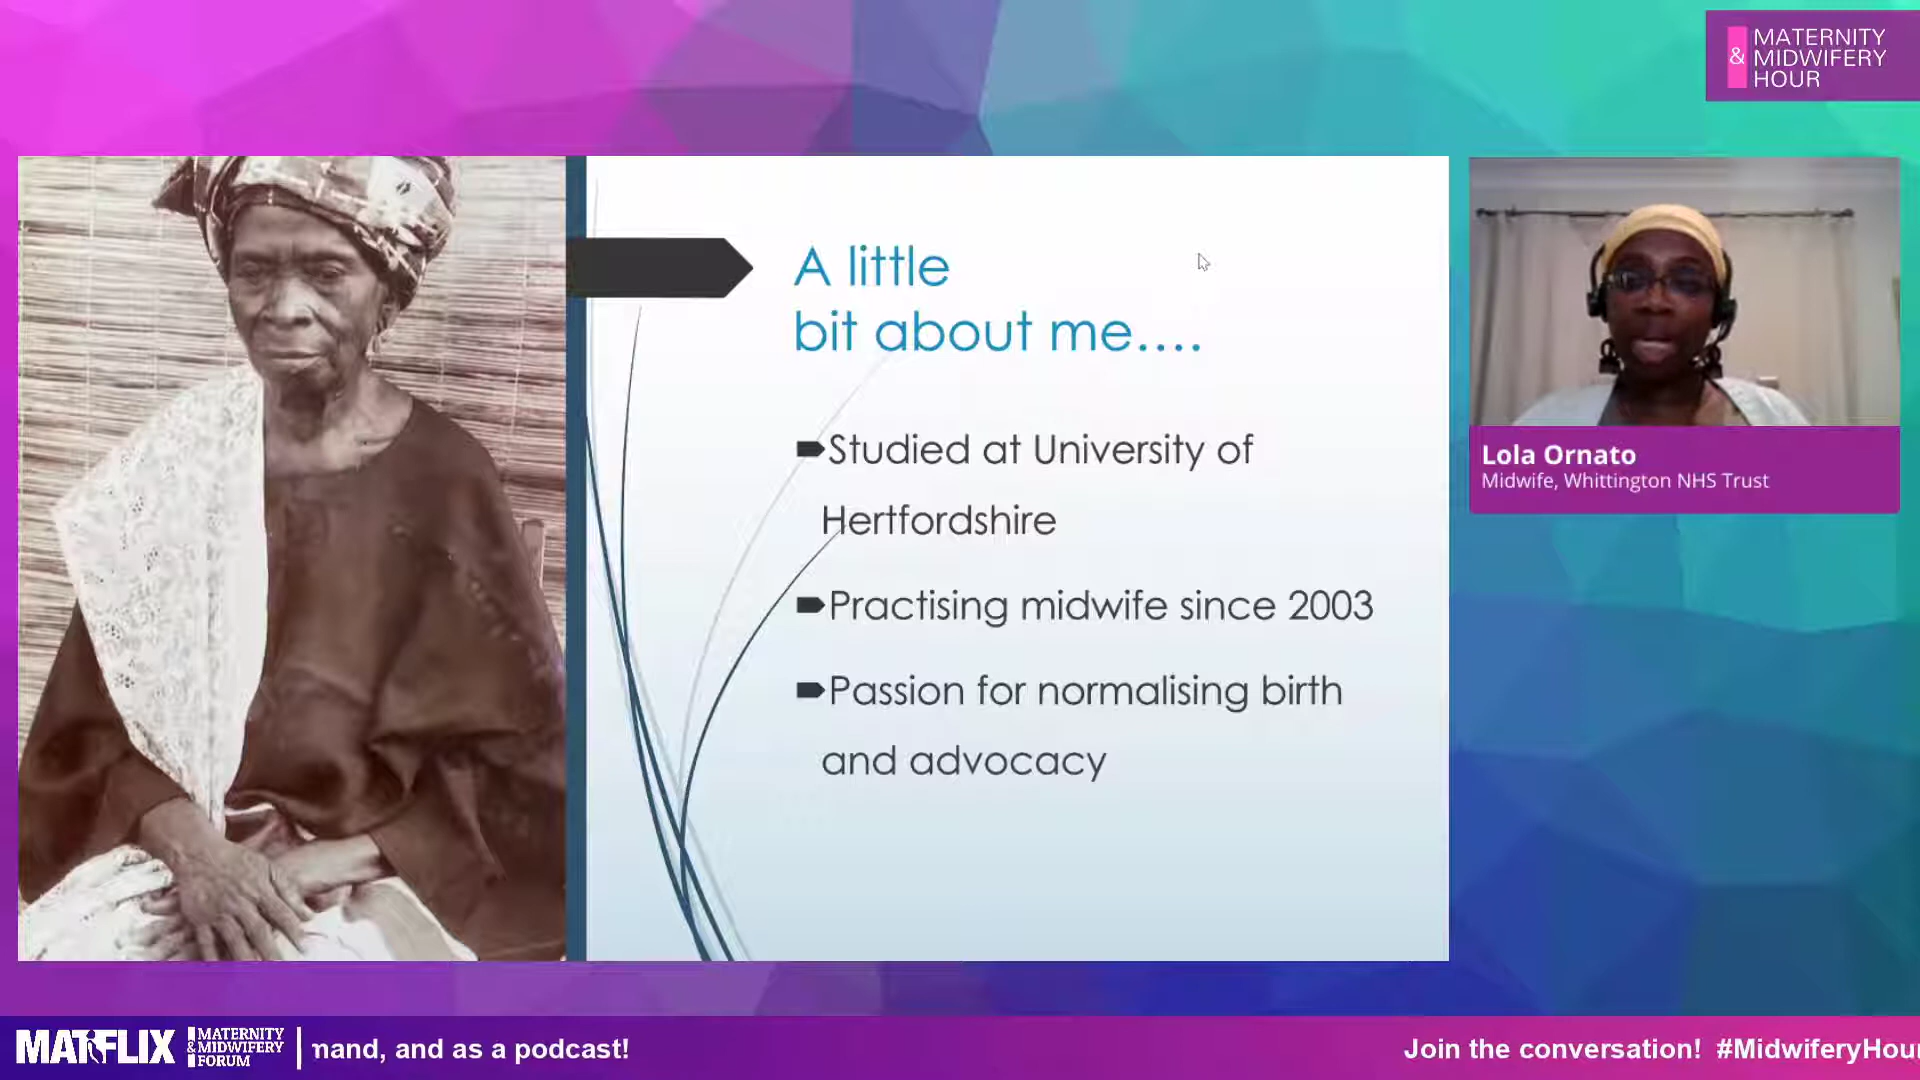 MATERNITY
& MIDWIFERY
HOUR
A little
bit about me....
Studied at University of
Hertfordshire
Practising midwife since 2003
Passion for normalising birth
and advocacy
Lola Ornato
Midwife, Whittington NHS Trust
MATFLIX
MATERNITY
& MIDWIFERY
FORUM
mand, and as a podcast!
Join the conversation! #MidwiferyHour